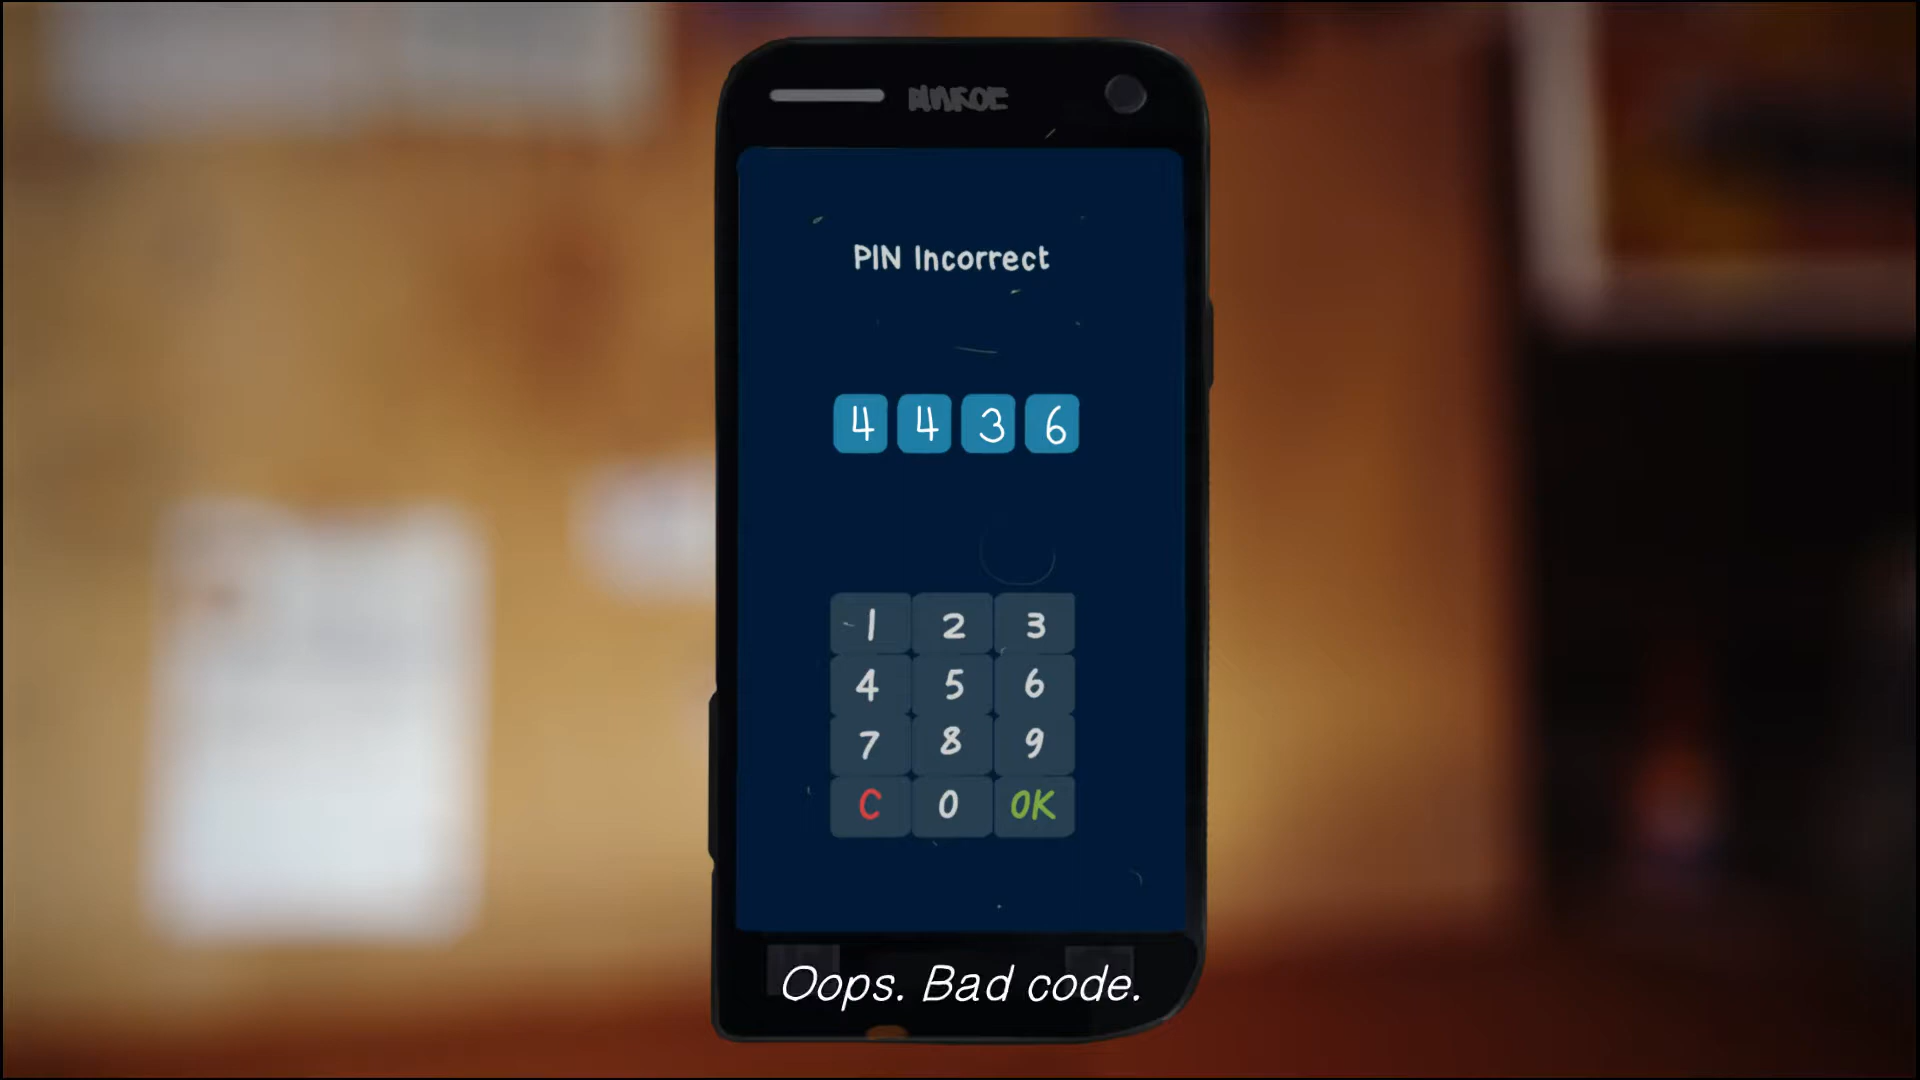 PIN Incorrect
4 4 3 6
1 2 3
4 5 6
7 8 9
C 0 OK
Oops. Bad code.